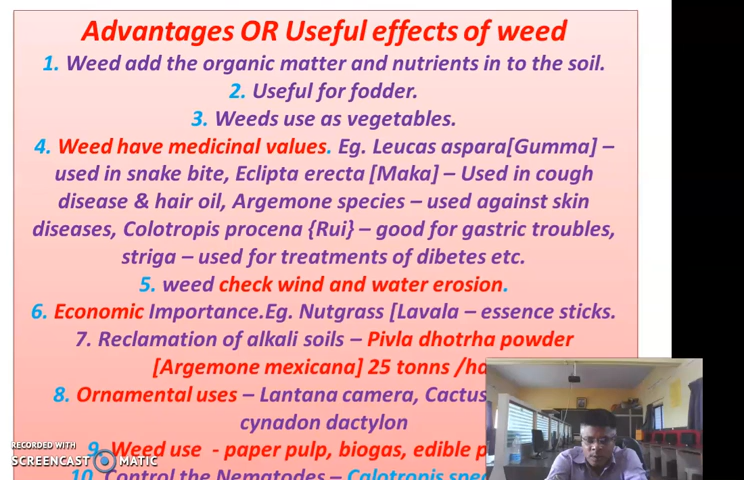 Advantages OR Useful effects of weed
1. Weed add the organic matter and nutrients in to the soil.
2. Useful for fodder.
3. Weeds use as vegetables.
4. Weed have medicinal values. Eg. Leucas aspara[Gumma] –
used in snake bite, Eclipta erecta [Maka] – Used in cough
disease & hair oil, Argemone species – used against skin
diseases, Colotropis procena {Rui} – good for gastric troubles,
striga – used for treatments of dibetes etc.
5. weed check wind and water erosion.
6. Economic Importance.Eg. Nutgrass [Lavala – essence sticks.
7. Reclamation of alkali soils – Pivla dhotrha powder
[Argemone mexicana] 25 tonns /ha
8. Ornamental uses – Lantana camera, Cactus
cynadon dactylon
9. Weed use - paper pulp, biogas, edible
10. Control the Nematodes – Calotropis
RECORDED WITH
SCREENCAST MATIC